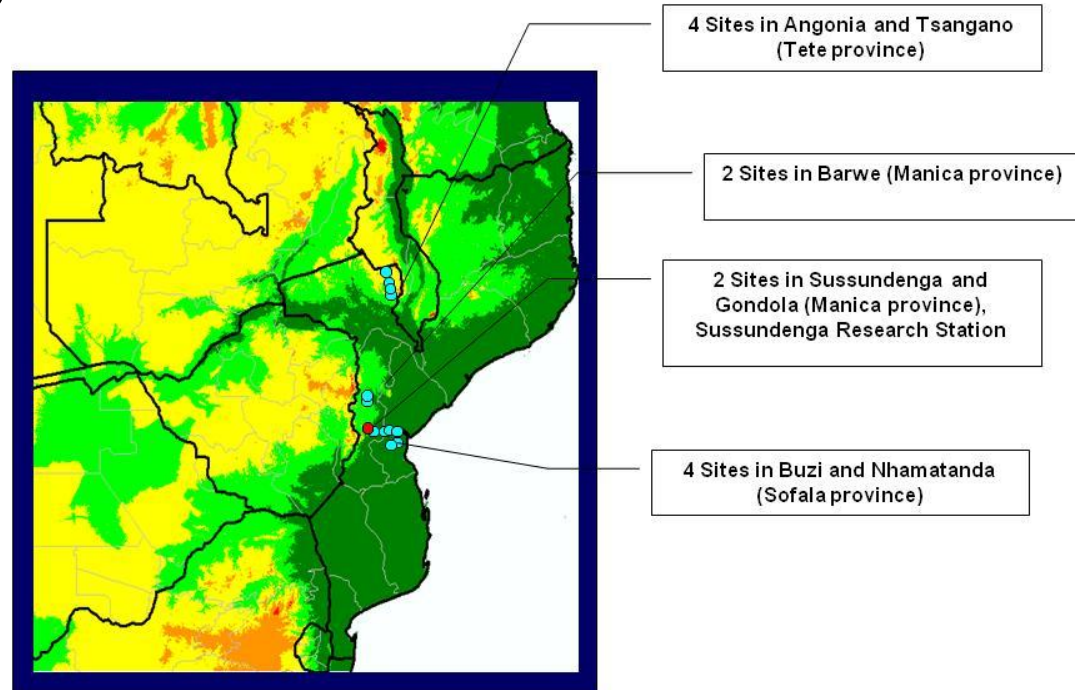 4 Sites in Angonia and Tsangano
(Tete province)
2 Sites in Barwe (Manica province)
2 Sites in Sussundenga and
Gondola (Manica province),
Sussundenga Research Station
4 Sites in Buzi and Nhamatanda
(Sofala province)